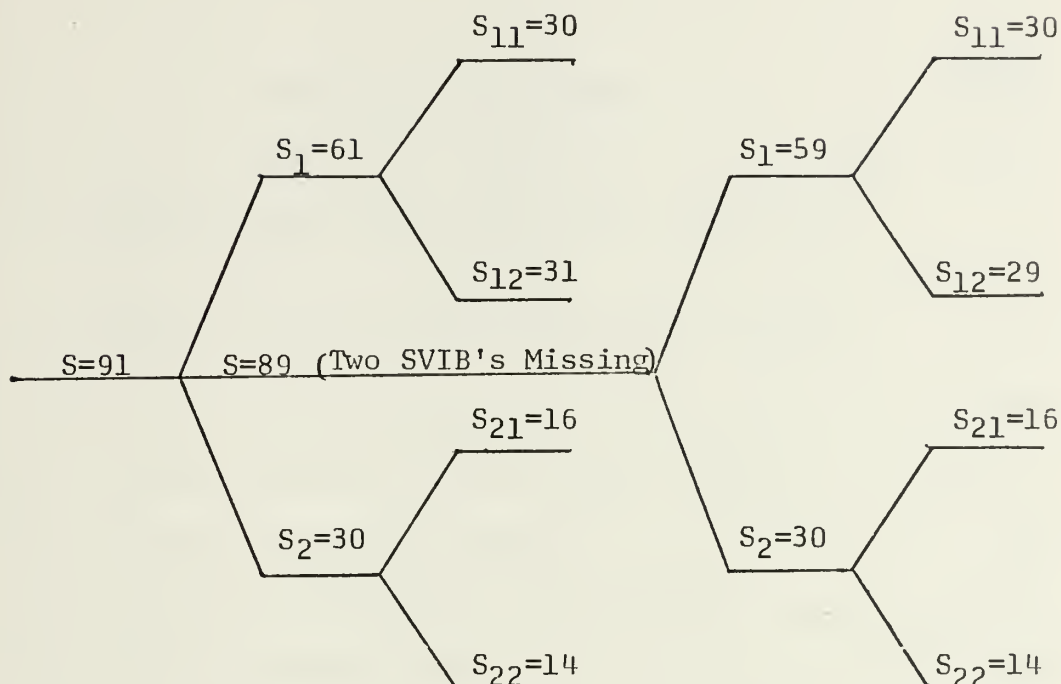 S11=30 S11=30
S1=61 S1=59
S12=31 S12=29
S=91 S=89 (Two SVIB's Missing)
S21=16 S21=16
S2=30 S2=30
S22=14 S22=14